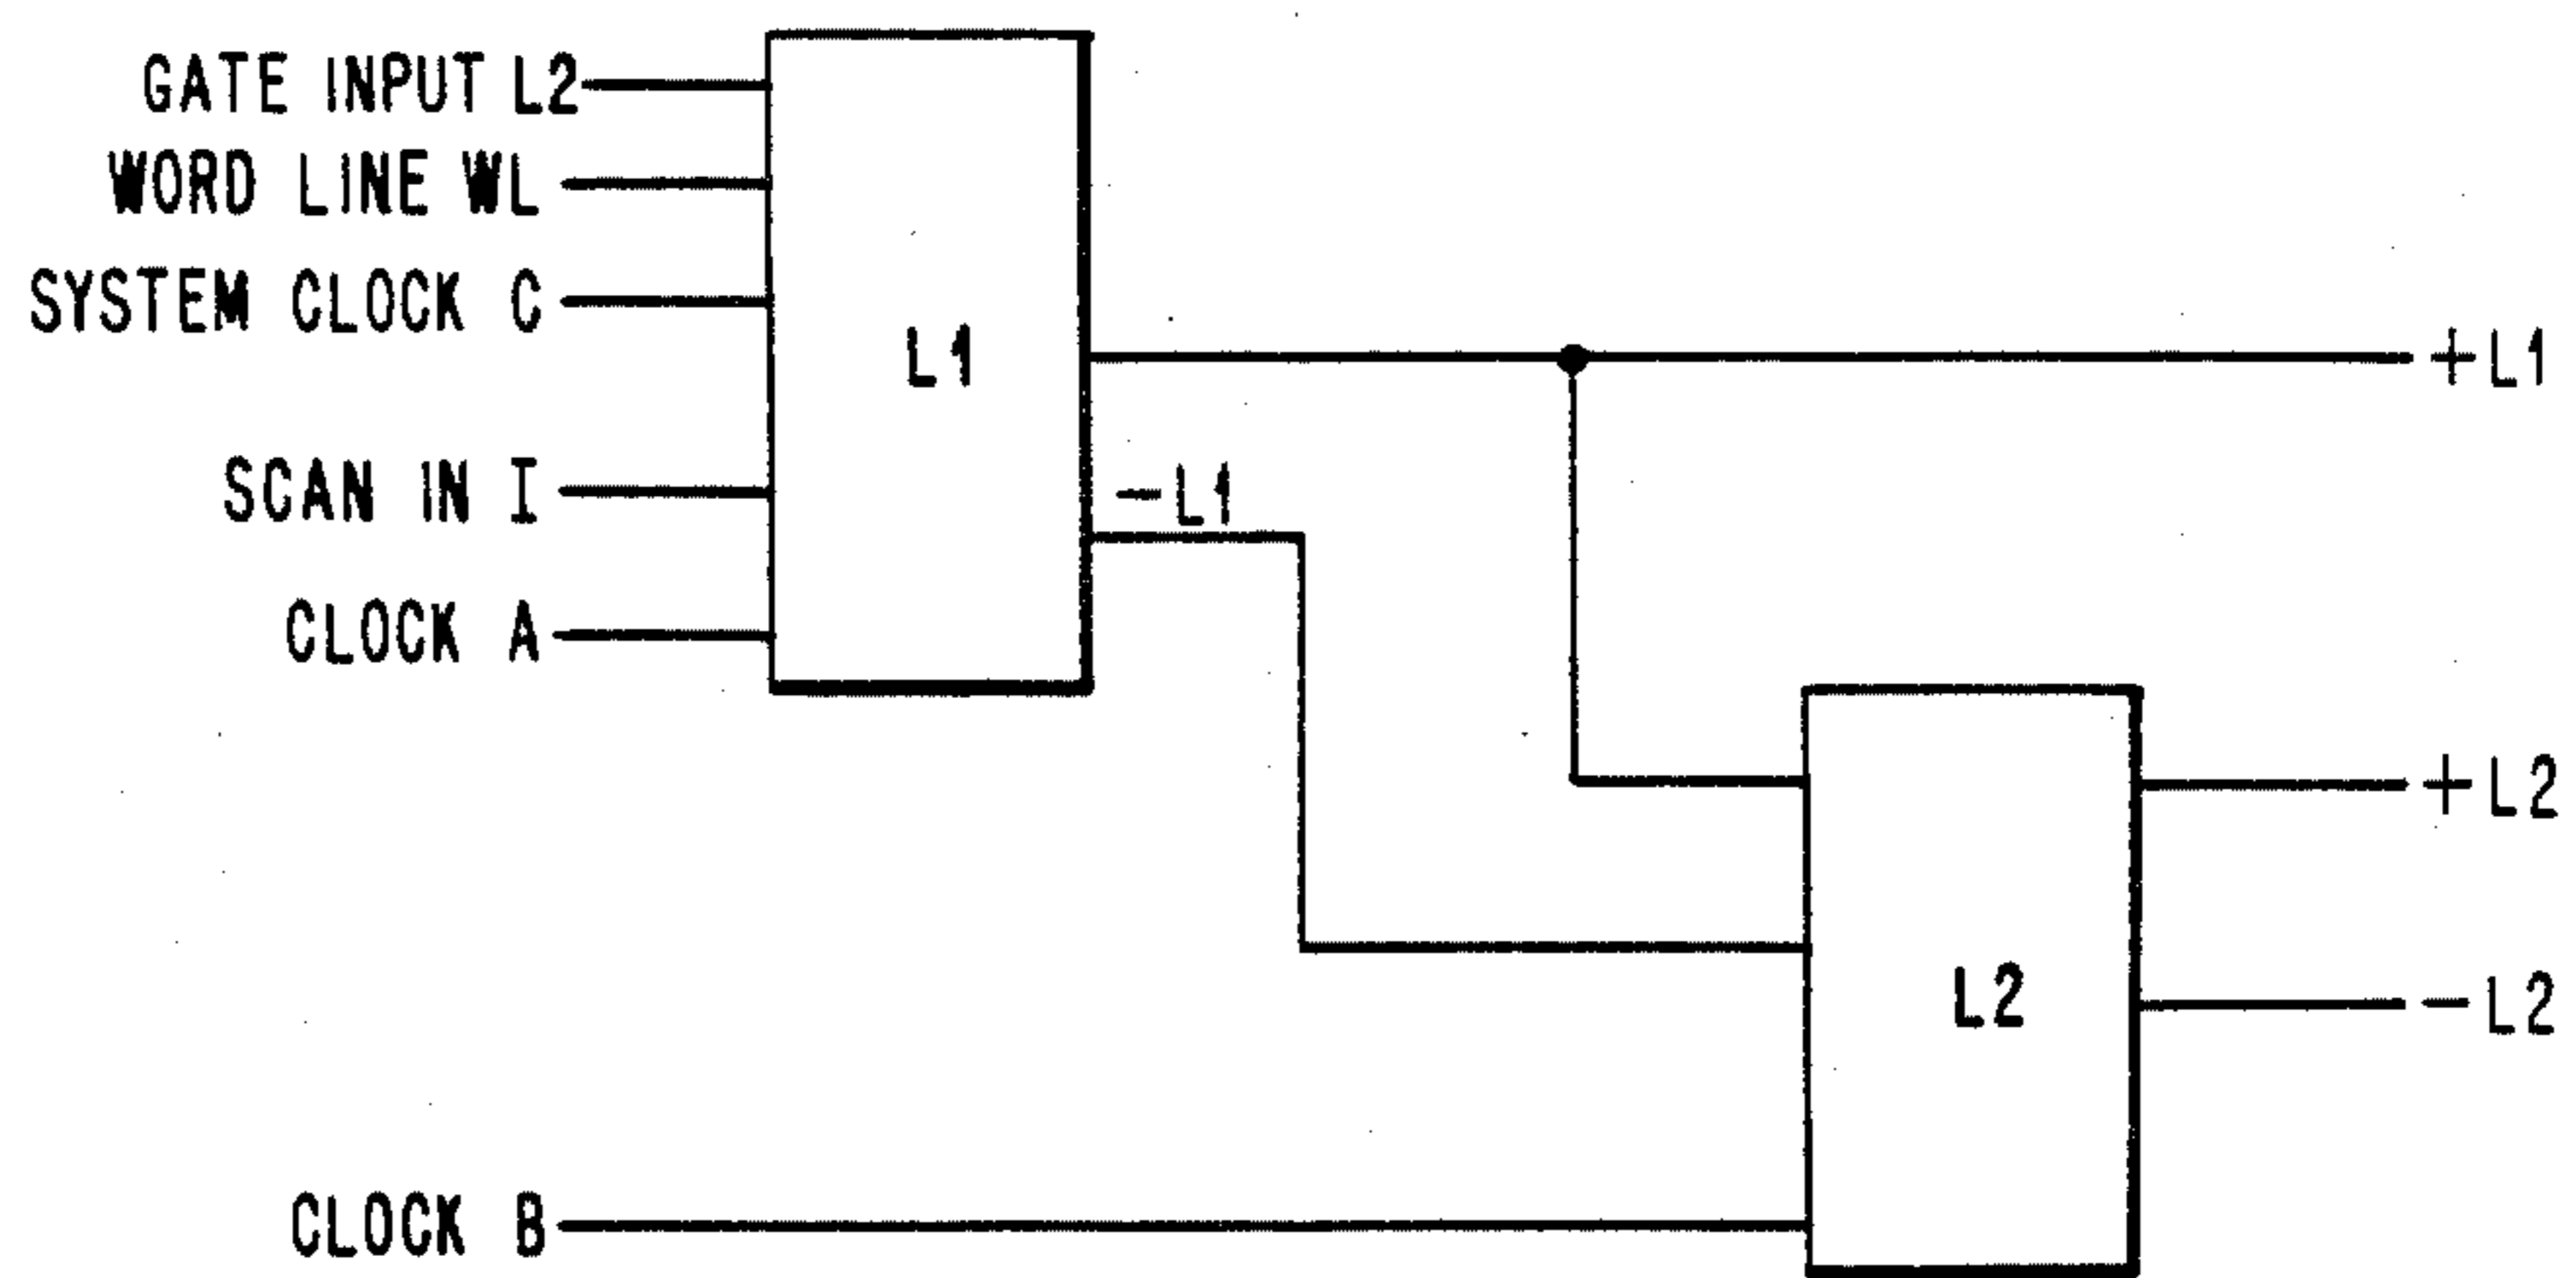 GATE INPUT L2
WORD LINE WL
SYSTEM CLOCK C
L1
+L1
SCAN IN I
-L1
CLOCK A
+L2
L2
-L2
CLOCK B